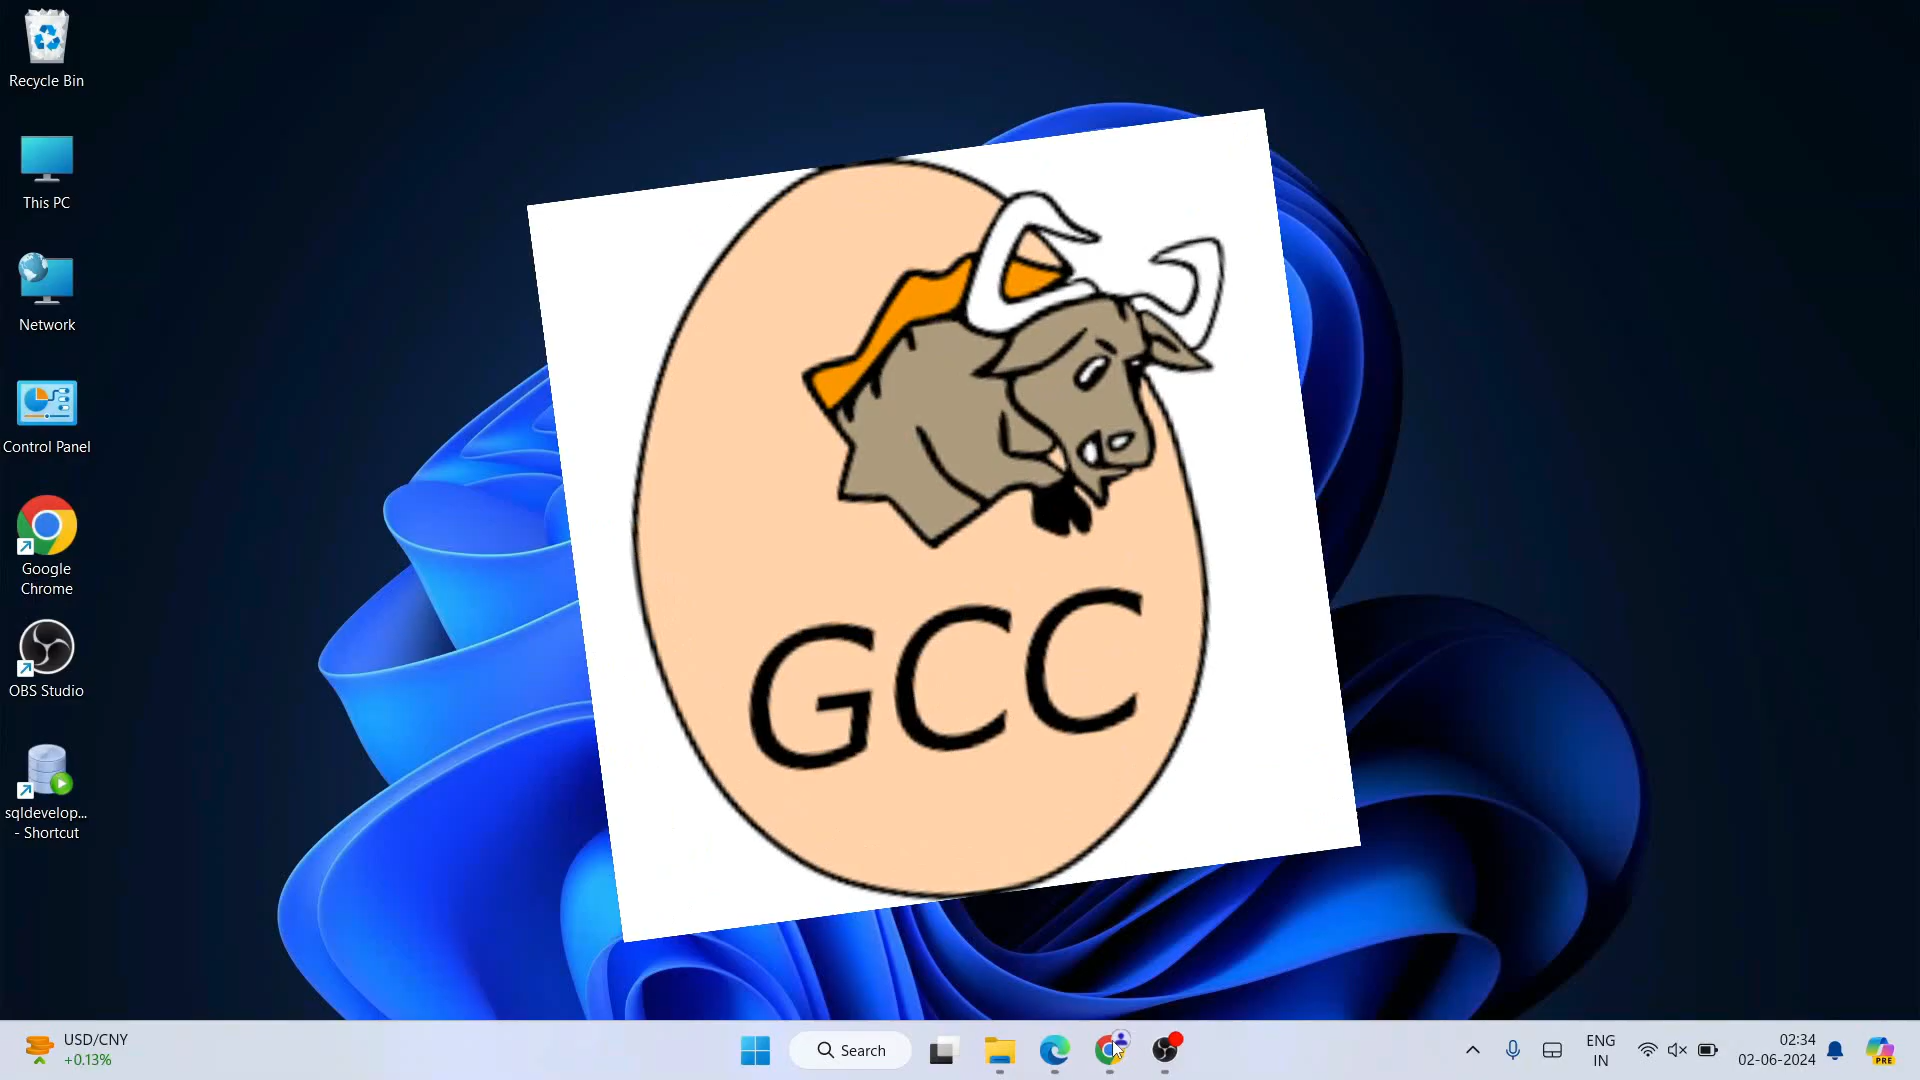 Recycle Bin
This PC
Network
Control Panel
Google
Chrome
OBS Studio
sqldevelop...
- Shortcut
GCC
USD/CNY
+0.13%
Search
ENG
IN
02:34
02-06-2024
PRE